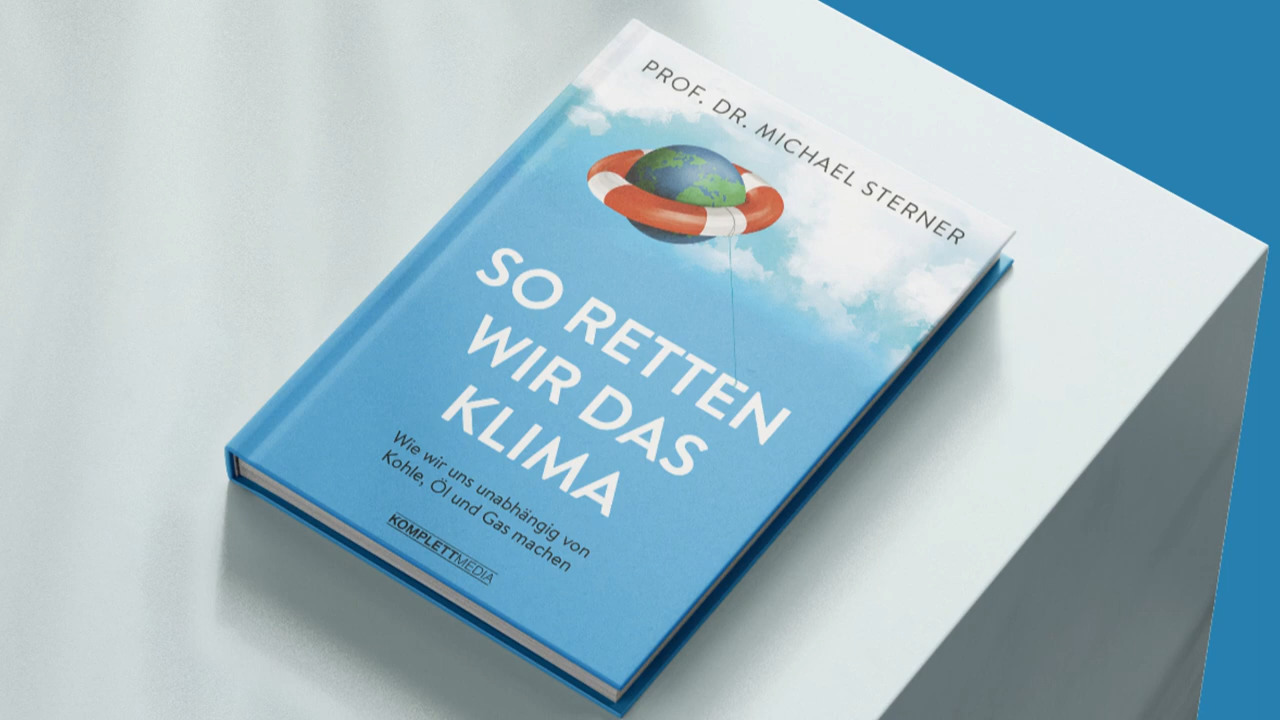 PROF. DR. MICHAEL STERNER
SO RETTEN
WIR DAS
KLIMA
Wie wir uns unabhängig von
Kohle, Öl und Gas machen
KOMPLETTMEDIA